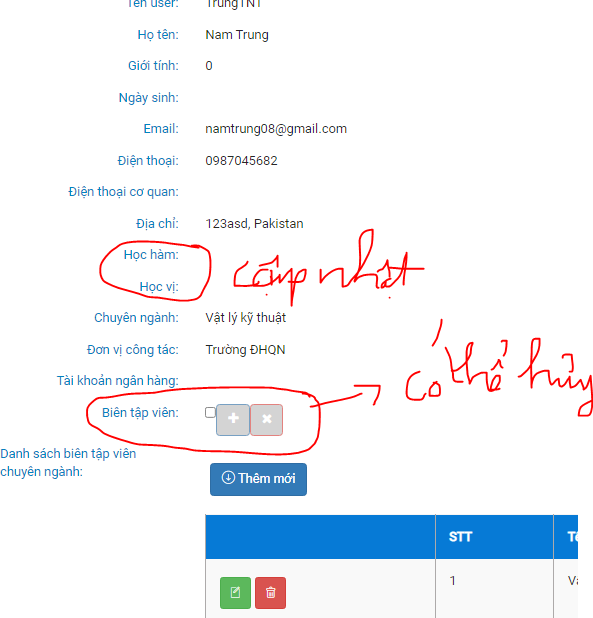 Tên user: TrungTNT
Họ tên: Nam Trung
Giới tính: 0
Ngày sinh:
Email: namtrung08@gmail.com
Điện thoại: 0987045682
Điện thoại cơ quan:
Địa chỉ: 123asd, Pakistan
Học hàm:
cập nhật
Học vị:
Chuyên ngành: Vật lý kỹ thuật
Đơn vị công tác: Trường ĐHQN
Tài khoản ngân hàng:
có thể hủy
Biên tập viên:
Danh sách biên tập viên
chuyên ngành:
Thêm mới
STT
1